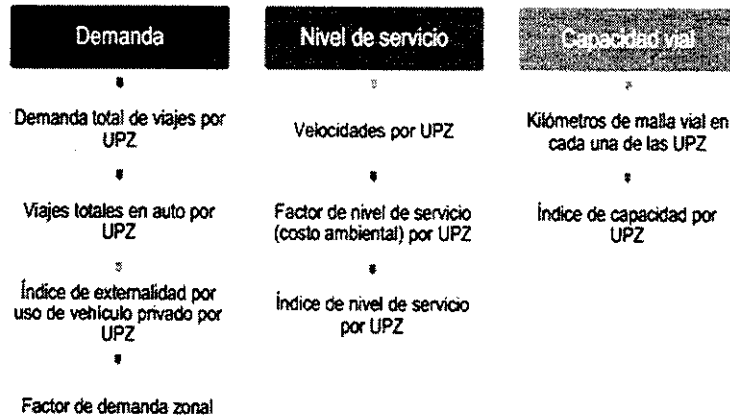 Demanda
Demanda total de viajes por
UPZ
Viajes totales en auto por
UPZ
Índice de externalidad por
uso de vehículo privado por
UPZ
Factor de demanda zonal
Nivel de servicio
Velocidades por UPZ
Factor de nivel de servicio
(costo ambiental) por UPZ
Índice de nivel de servicio
por UPZ
Capacidad vial
Kilómetros de malla vial en
cada una de las UPZ
Índice de capacidad por
UPZ